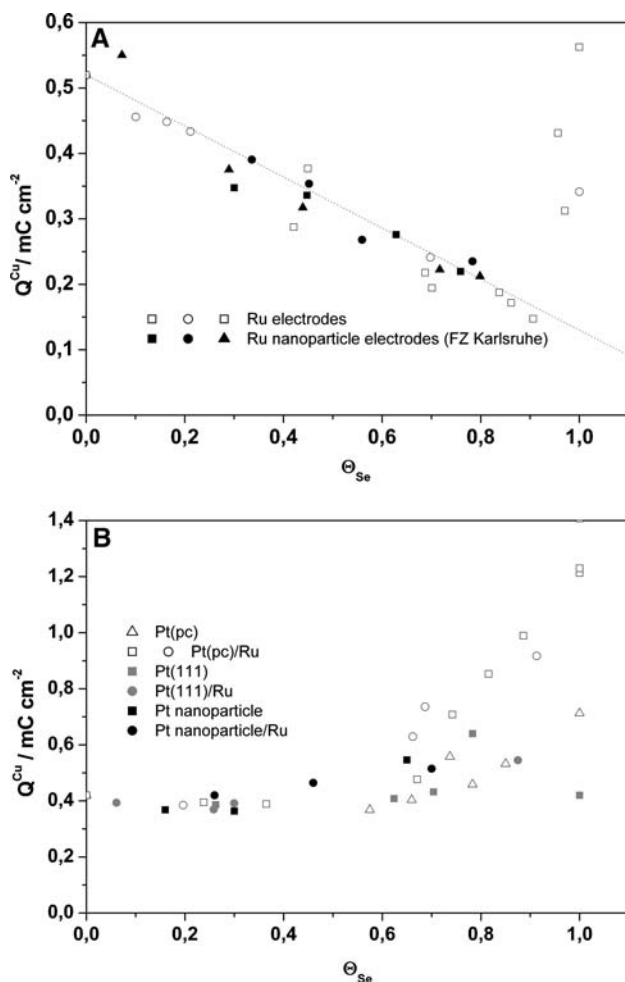 A
0,6
0,5
0,4
0,3
0,2
0,1
0,0
Q^Cu / mC cm^-2
Ru electrodes
Ru nanoparticle electrodes (FZ Karlsruhe)
0,0 0,2 0,4 0,6 0,8 1,0
Θ_Se
B
1,4
1,2
1,0
0,8
0,6
0,4
0,2
0,0
Q^Cu / mC cm^-2
Pt(pc)
Pt(pc)/Ru
Pt(111)
Pt(111)/Ru
Pt nanoparticle
Pt nanoparticle/Ru
0,0 0,2 0,4 0,6 0,8 1,0
Θ_Se